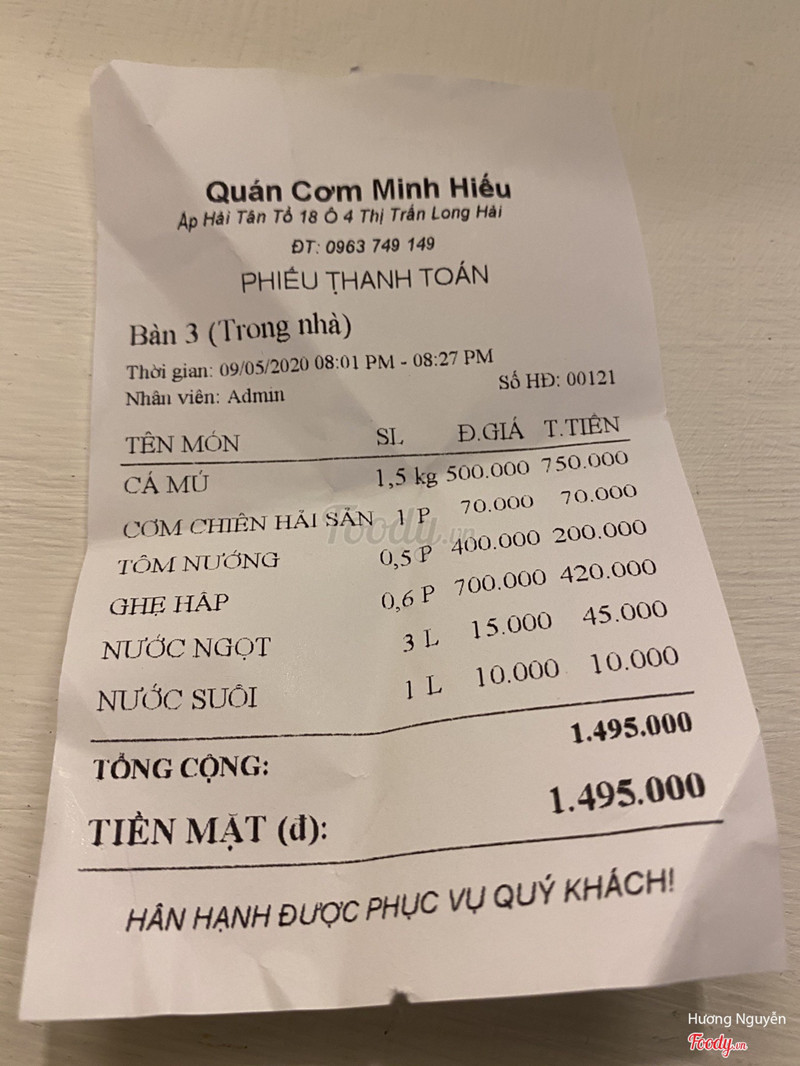 Quán Cơm Minh Hiếu
Ấp Hải Tân Tổ 18 Ô 4 Thị Trấn Long Hải
ĐT: 0963 749 149
PHIẾU THANH TOÁN
Bàn 3 (Trong nhà)
Thời gian: 09/05/2020 08:01 PM - 08:27 PM
Nhân viên: Admin Số HĐ: 00121
TÊN MÓN SL Đ.GIÁ T.TIỀN
CÁ MÚ 1,5 kg 500.000 750.000
CƠM CHIÊN HẢI SẢN 1 P 70.000 70.000
TÔM NƯỚNG 0,5 P 400.000 200.000
GHẸ HẤP 0,6 P 700.000 420.000
NƯỚC NGỌT 3 L 15.000 45.000
NƯỚC SUỐI 1 L 10.000 10.000
TỔNG CỘNG: 1.495.000
TIỀN MẶT (đ): 1.495.000
HÂN HẠNH ĐƯỢC PHỤC VỤ QUÝ KHÁCH!
Foody.vn
Hương Nguyễn
Foody.vn